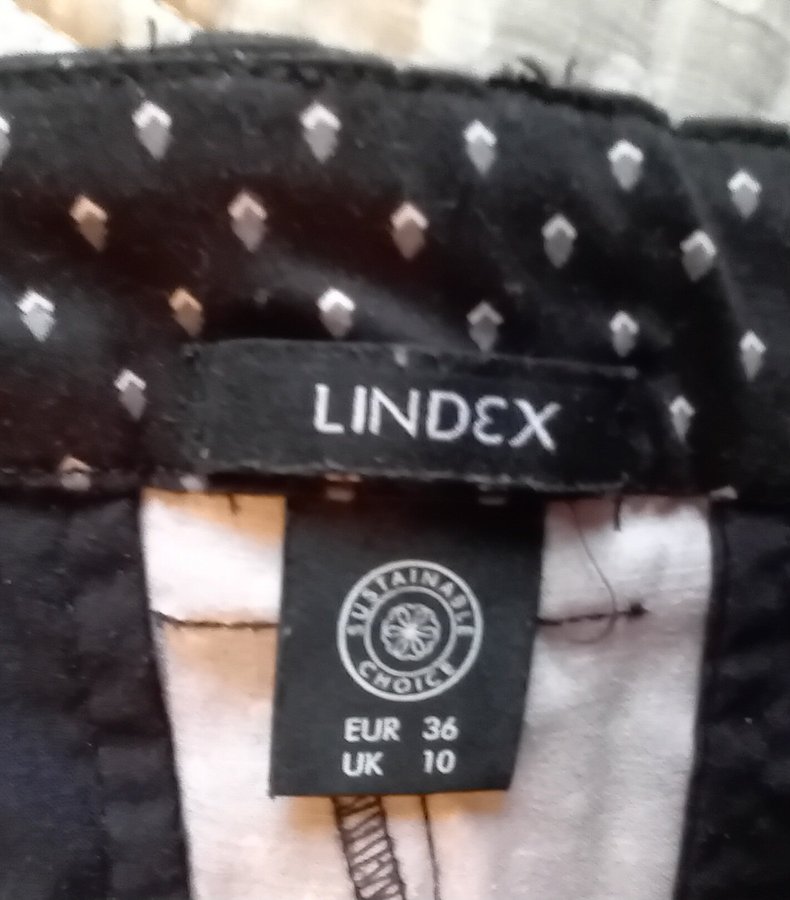 LINDEX
SUSTAINABLE
CHOICE
EUR 36
UK 10